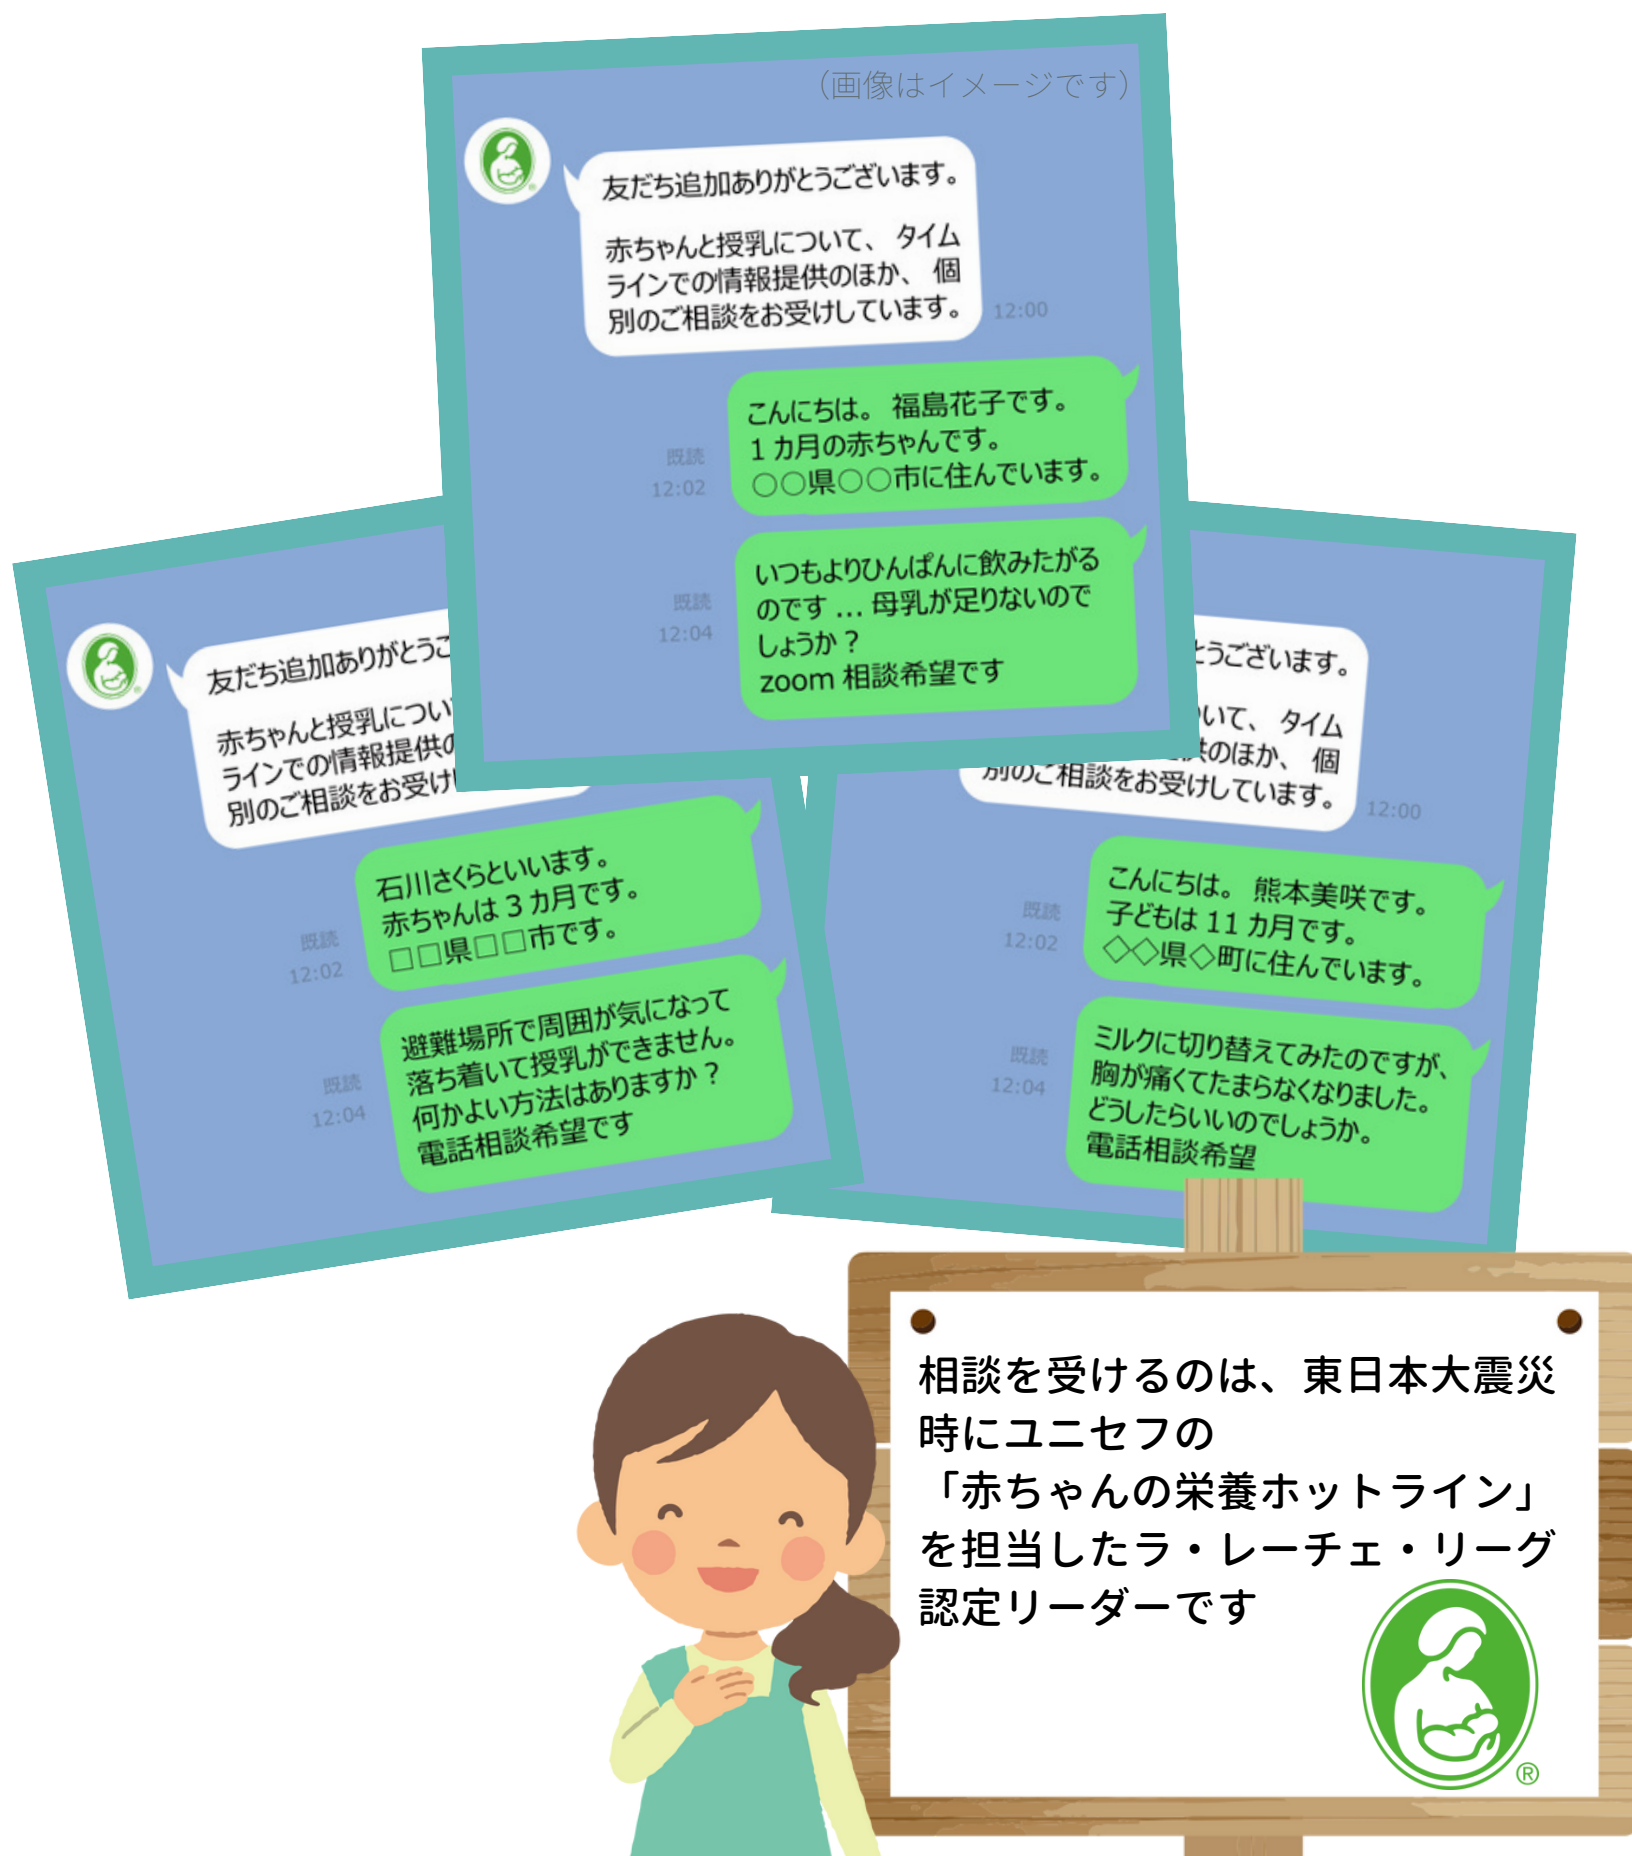 （画像はイメージです）
友だち追加ありがとうございます。
赤ちゃんと授乳について、タイム
ラインでの情報提供のほか、個
別のご相談をお受けしています。
12:00
こんにちは。福島花子です。
1カ月の赤ちゃんです。
○○県○○市に住んでいます。
既読
12:02
いつもよりひんぱんに飲みたがる
のです…母乳が足りないので
しょうか？
zoom 相談希望です
既読
12:04
友だち追加ありがとうご
赤ちゃんと授乳につい
ラインでの情報提供の
別のご相談をお受け
石川さくらといいます。
赤ちゃんは3カ月です。
□□県□□市です。
既読
12:02
避難場所で周囲が気になって
落ち着いて授乳ができません。
何かよい方法はありますか？
電話相談希望です
既読
12:04
とうございます。
いて、タイム
供のほか、個
別のご相談をお受けしています。
12:00
こんにちは。熊本美咲です。
子どもは11カ月です。
◇◇県◇町に住んでいます。
既読
12:02
ミルクに切り替えてみたのですが、
胸が痛くてたまらなくなりました。
どうしたらいいのでしょうか。
電話相談希望
既読
12:04
相談を受けるのは、東日本大震災
時にユニセフの
「赤ちゃんの栄養ホットライン」
を担当したラ・レーチェ・リーグ
認定リーダーです
®